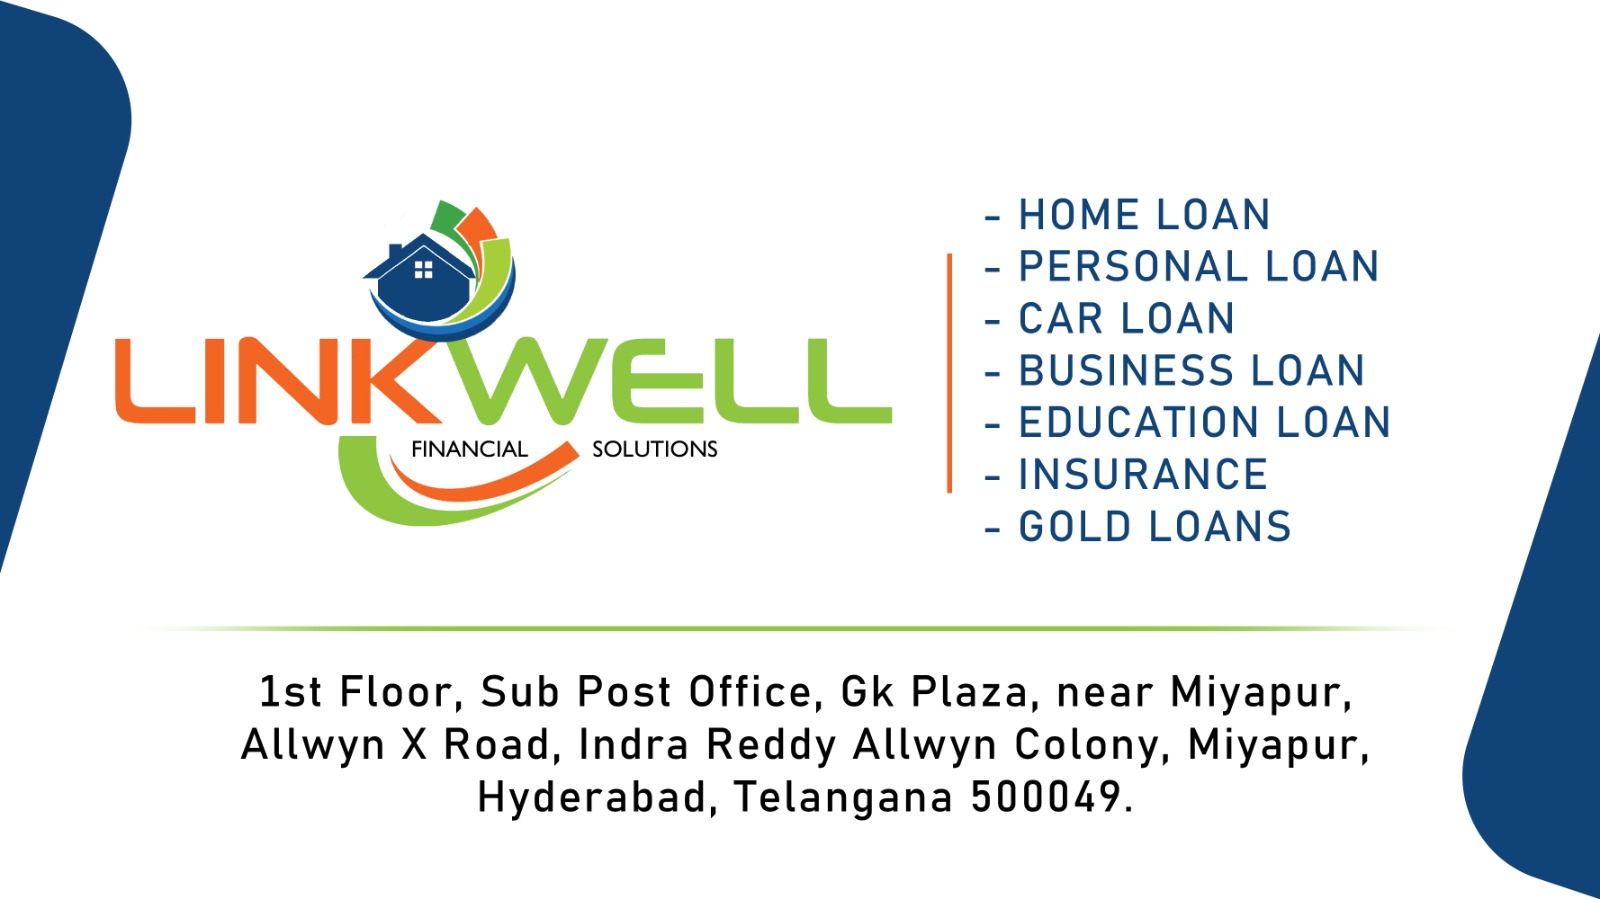 LINKWELL
FINANCIAL SOLUTIONS
- HOME LOAN
- PERSONAL LOAN
- CAR LOAN
- BUSINESS LOAN
- EDUCATION LOAN
- INSURANCE
- GOLD LOANS
1st Floor, Sub Post Office, Gk Plaza, near Miyapur,
Allwyn X Road, Indra Reddy Allwyn Colony, Miyapur,
Hyderabad, Telangana 500049.